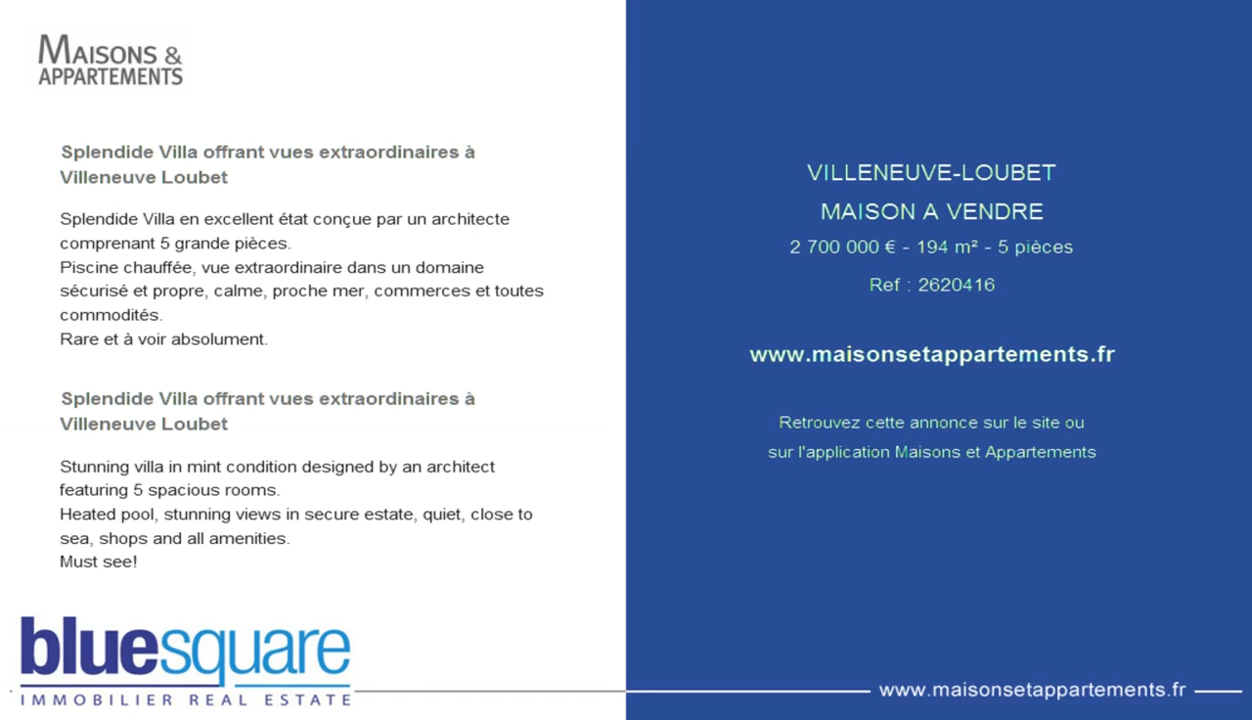 MAISONS &
APPARTEMENTS
Splendide Villa offrant vues extraordinaires à
Villeneuve Loubet
Splendide Villa en excellent état conçue par un architecte
comprenant 5 grande pièces.
Piscine chauffée, vue extraordinaire dans un domaine
sécurisé et propre, calme, proche mer, commerces et toutes
commodités.
Rare et à voir absolument.
Splendide Villa offrant vues extraordinaires à
Villeneuve Loubet
Stunning villa in mint condition designed by an architect
featuring 5 spacious rooms.
Heated pool, stunning views in secure estate, quiet, close to
sea, shops and all amenities.
Must see!
bluesquare
IMMOBILIER REAL ESTATE
VILLENEUVE-LOUBET
MAISON A VENDRE
2 700 000 € - 194 m² - 5 pièces
Ref : 2620416
www.maisonsetappartements.fr
Retrouvez cette annonce sur le site ou
sur l'application Maisons et Appartements
www.maisonsetappartements.fr